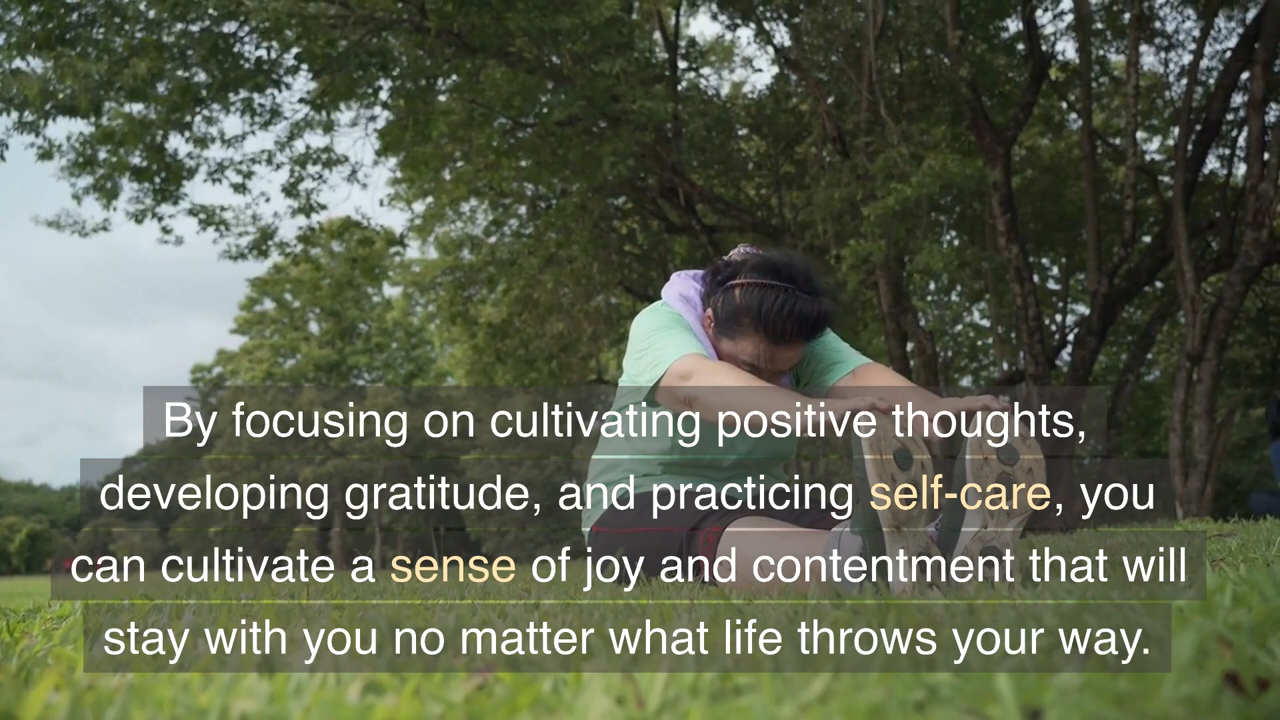 By focusing on cultivating positive thoughts,
developing gratitude, and practicing self-care, you
can cultivate a sense of joy and contentment that will
stay with you no matter what life throws your way.